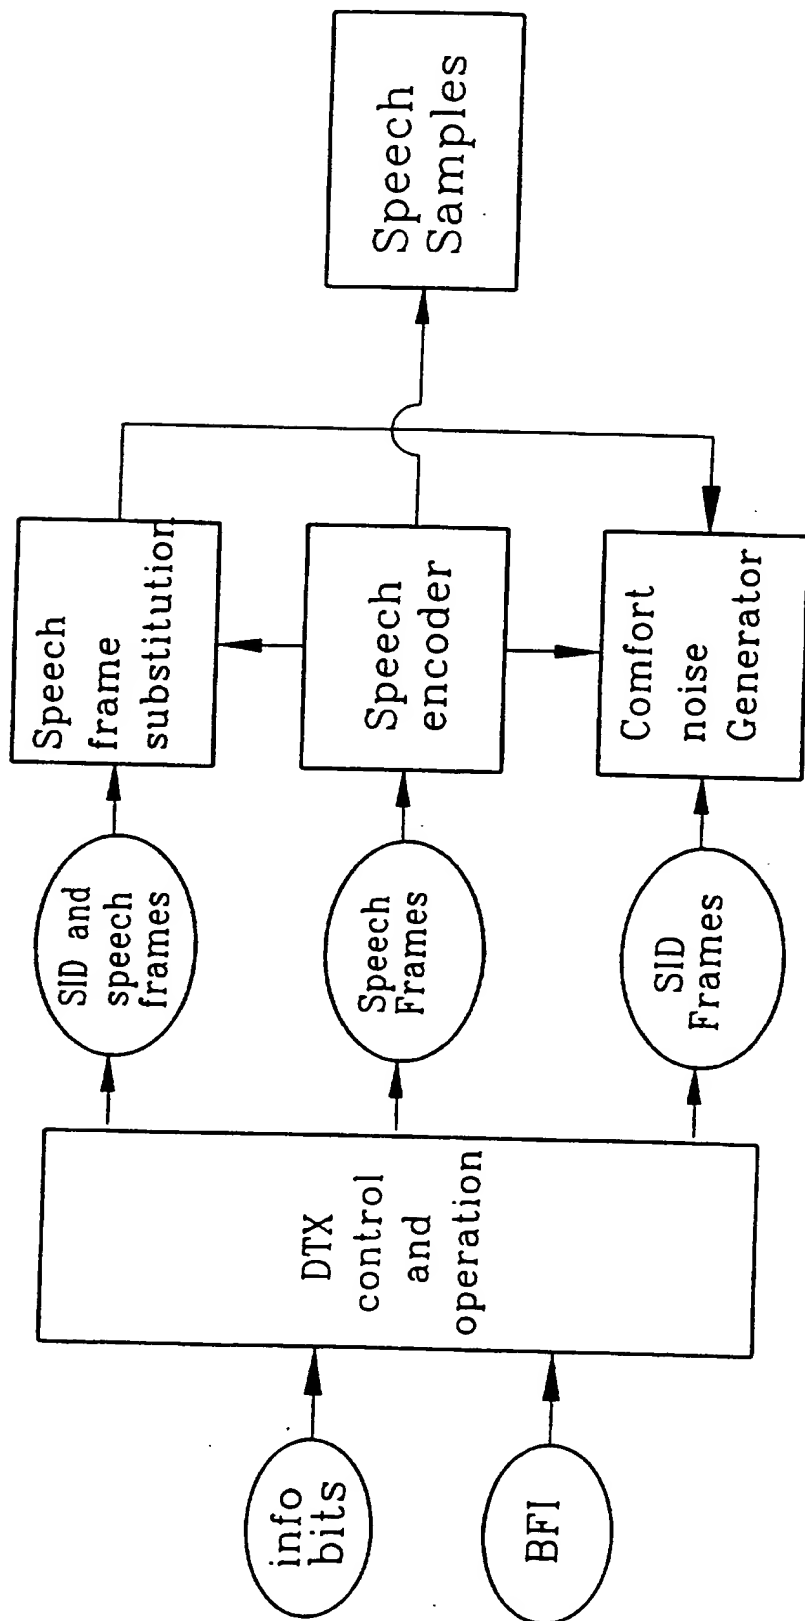 info
bits
BFI
DTX
control
and
operation
SID and
speech
frames
Speech
Frames
SID
Frames
Speech
frame
substitution
Speech
encoder
Comfort
noise
Generator
Speech
Samples